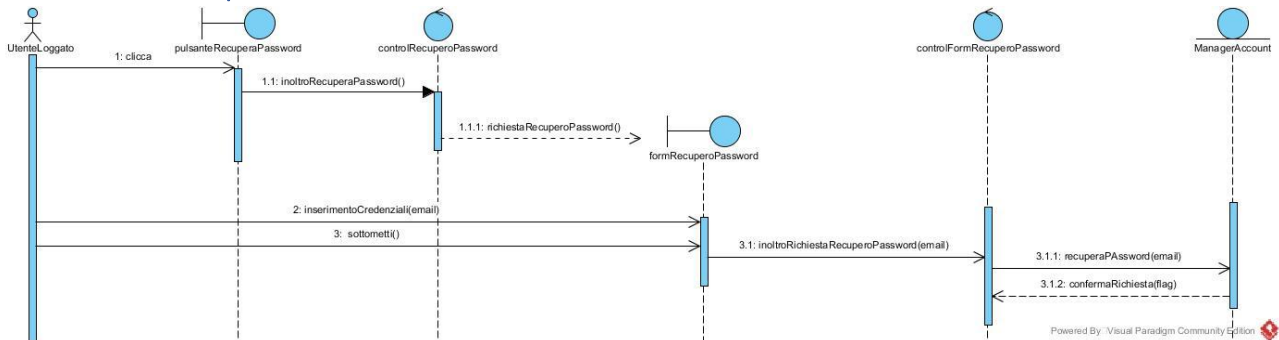 UtenteLoggato
pulsanteRecuperaPassword
controlRecuperoPassword
controlFormRecuperoPassword
ManagerAccount
1: clicca
1.1: inoltroRecuperaPassword()
1.1.1: richiestaRecuperoPassword()
formRecuperoPassword
2: inserimentoCredenziali(email)
3: sottometti()
3.1: inoltroRichiestaRecuperoPassword(email)
3.1.1: recuperaPAssword(email)
3.1.2: confermaRichiesta(flag)
Powered By Visual Paradigm Community Edition